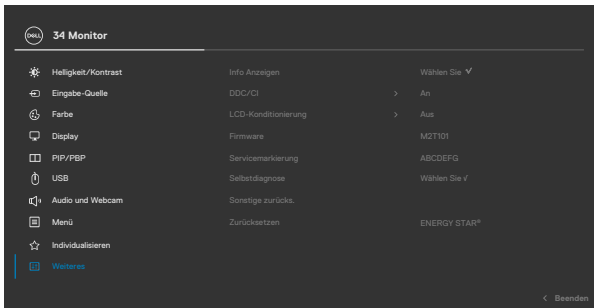 DELL 34 Monitor
Helligkeit/Kontrast Info Anzeigen Wählen Sie √
Eingabe-Quelle DDC/CI > An
Farbe LCD-Konditionierung > Aus
Display Firmware M2T101
PIP/PBP Servicemarkierung ABCDEFG
USB Selbstdiagnose Wählen Sie √
Audio und Webcam Sonstige zurücks.
Menü Zurücksetzen ENERGY STAR®
Individualisieren
Weiteres
< Beenden